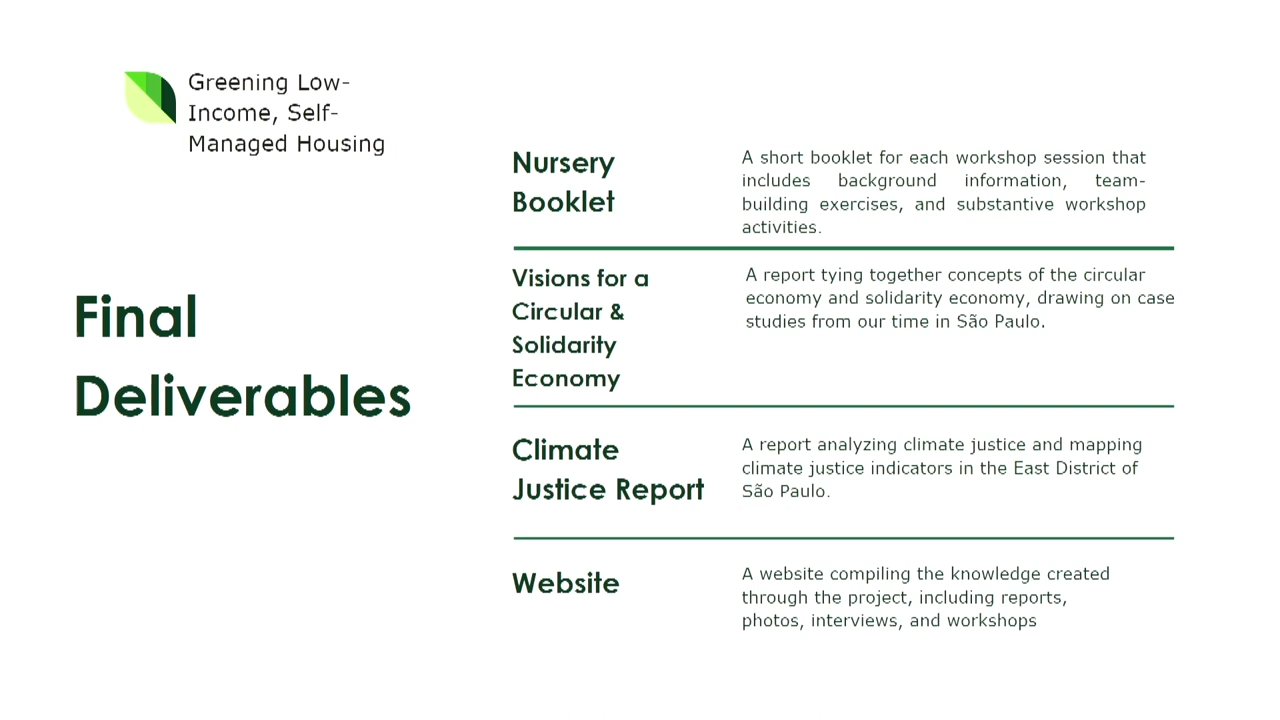 Greening Low-
Income, Self-
Managed Housing
Final
Deliverables
Nursery
Booklet
A short booklet for each workshop session that
includes background information, team-
building exercises, and substantive workshop
activities.
Visions for a
Circular &
Solidarity
Economy
A report tying together concepts of the circular
economy and solidarity economy, drawing on case
studies from our time in São Paulo.
Climate
Justice Report
A report analyzing climate justice and mapping
climate justice indicators in the East District of
São Paulo.
Website
A website compiling the knowledge created
through the project, including reports,
photos, interviews, and workshops